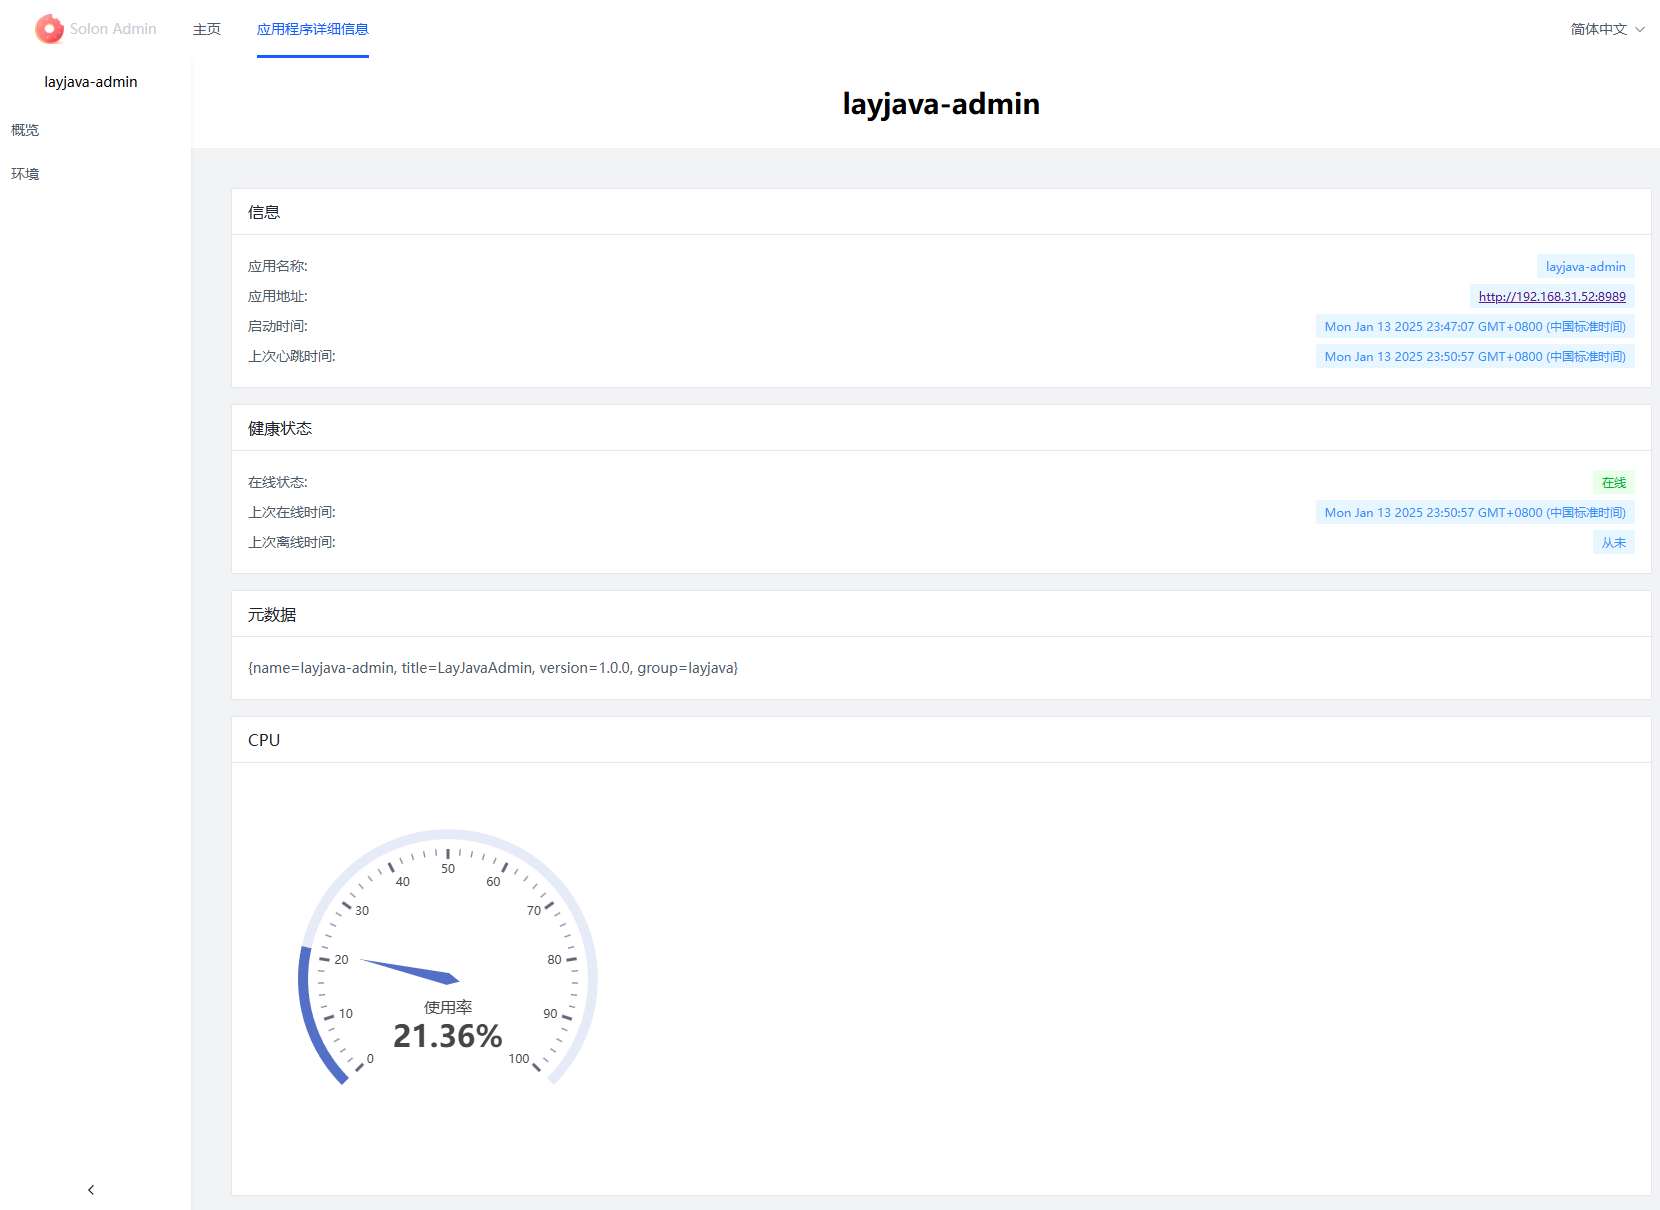 Solon Admin
主页
应用程序详细信息
简体中文
layjava-admin
概览
环境
layjava-admin
信息
应用名称: layjava-admin
应用地址: http://192.168.31.52:8989
启动时间: Mon Jan 13 2025 23:47:07 GMT+0800 (中国标准时间)
上次心跳时间: Mon Jan 13 2025 23:50:57 GMT+0800 (中国标准时间)
健康状态
在线状态: 在线
上次在线时间: Mon Jan 13 2025 23:50:57 GMT+0800 (中国标准时间)
上次离线时间: 从未
元数据
{name=layjava-admin, title=LayJavaAdmin, version=1.0.0, group=layjava}
CPU
0
10
20
30
40
50
60
70
80
90
100
使用率
21.36%